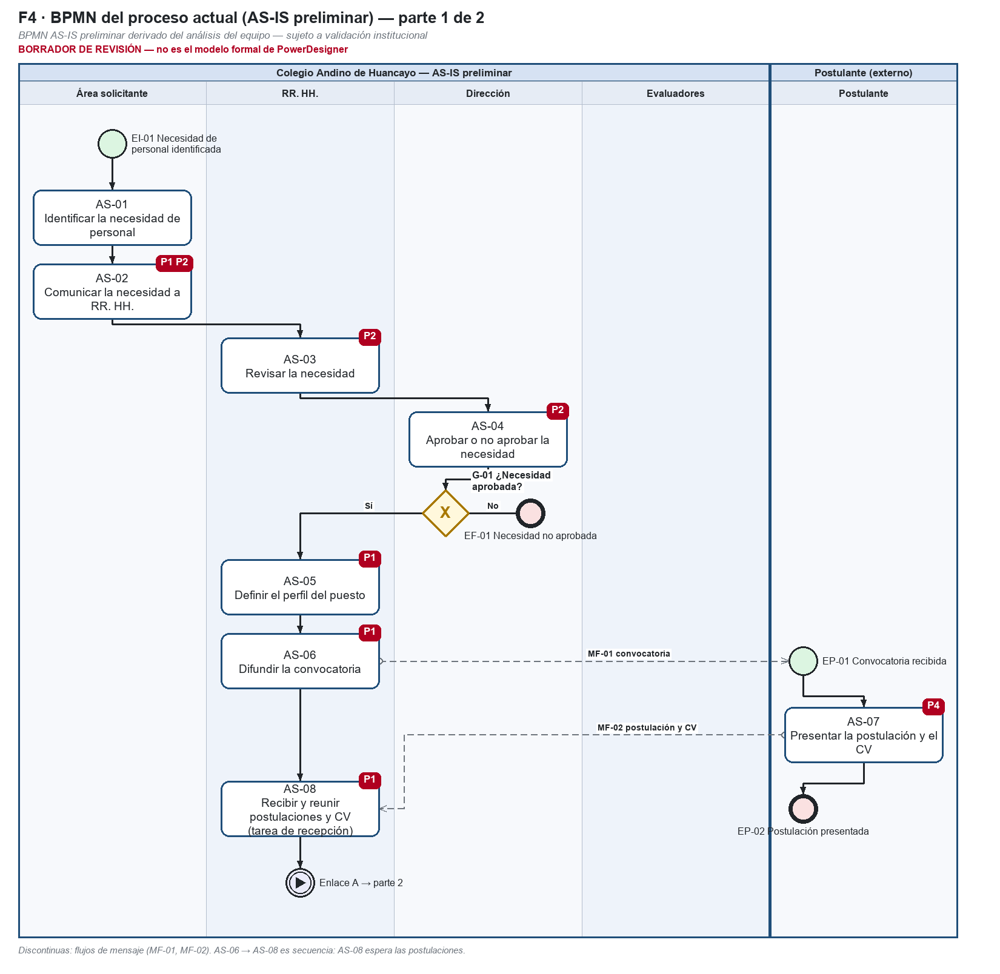 F4 · BPMN del proceso actual (AS-IS preliminar) — parte 1 de 2
BPMN AS-IS preliminar derivado del análisis del equipo — sujeto a validación institucional
BORRADOR DE REVISIÓN — no es el modelo formal de PowerDesigner
Colegio Andino de Huancayo — AS-IS preliminar
Postulante (externo)
Área solicitante
RR. HH.
Dirección
Evaluadores
Postulante
EI-01 Necesidad de
personal identificada
AS-01
Identificar la necesidad de
personal
P1 P2
AS-02
Comunicar la necesidad a
RR. HH.
P2
AS-03
Revisar la necesidad
P2
AS-04
Aprobar o no aprobar la
necesidad
G-01 ¿Necesidad
aprobada?
Sí
X
No
EF-01 Necesidad no aprobada
P1
AS-05
Definir el perfil del puesto
P1
AS-06
Difundir la convocatoria
MF-01 convocatoria
EP-01 Convocatoria recibida
P4
AS-07
Presentar la postulación y el
CV
MF-02 postulación y CV
P1
AS-08
Recibir y reunir
postulaciones y CV
(tarea de recepción)
EP-02 Postulación presentada
Enlace A → parte 2
Discontinuas: flujos de mensaje (MF-01, MF-02). AS-06 → AS-08 es secuencia: AS-08 espera las postulaciones.